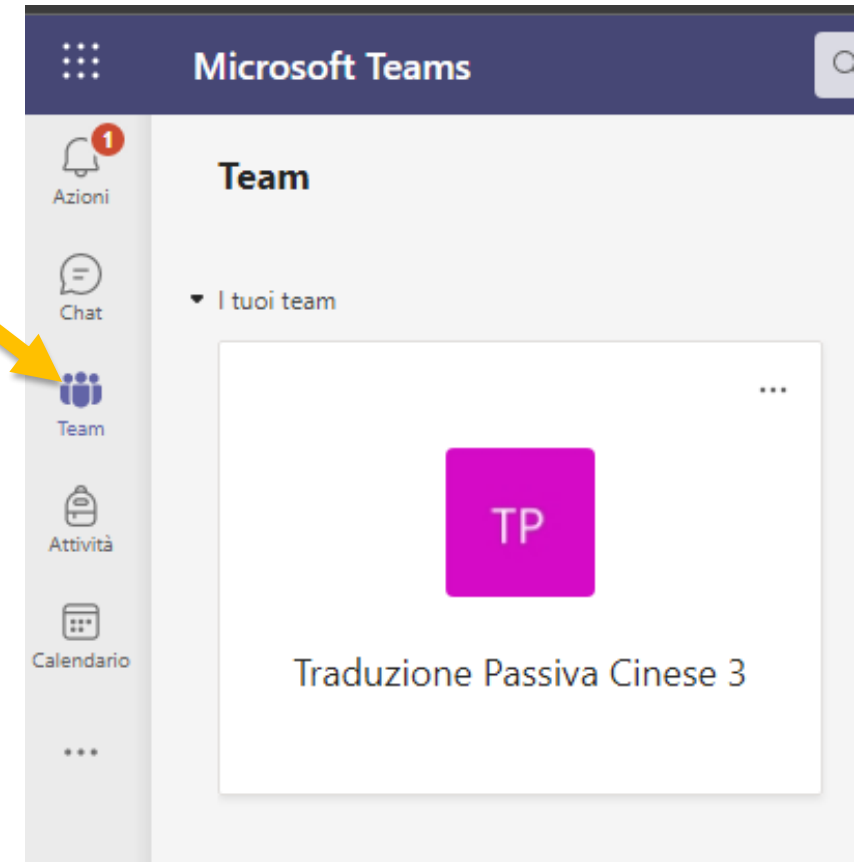 Microsoft Teams
1
Azioni
Chat
Team
Attività
Calendario
Team
I tuoi team
TP
Traduzione Passiva Cinese 3